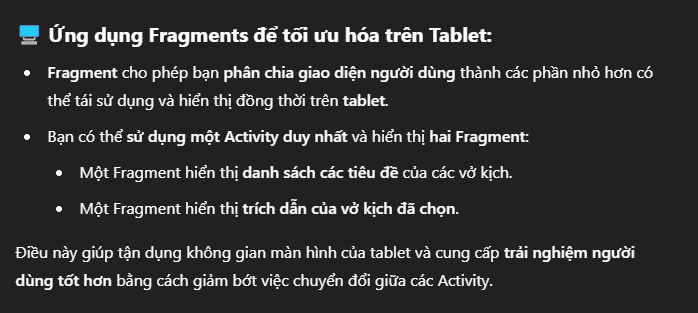 Ứng dụng Fragments để tối ưu hóa trên Tablet:
Fragment cho phép bạn phân chia giao diện người dùng thành các phần nhỏ hơn có
thể tái sử dụng và hiển thị đồng thời trên tablet.
Bạn có thể sử dụng một Activity duy nhất và hiển thị hai Fragment:
Một Fragment hiển thị danh sách các tiêu đề của các vở kịch.
Một Fragment hiển thị trích dẫn của vở kịch đã chọn.
Điều này giúp tận dụng không gian màn hình của tablet và cung cấp trải nghiệm người
dùng tốt hơn bằng cách giảm bớt việc chuyển đổi giữa các Activity.